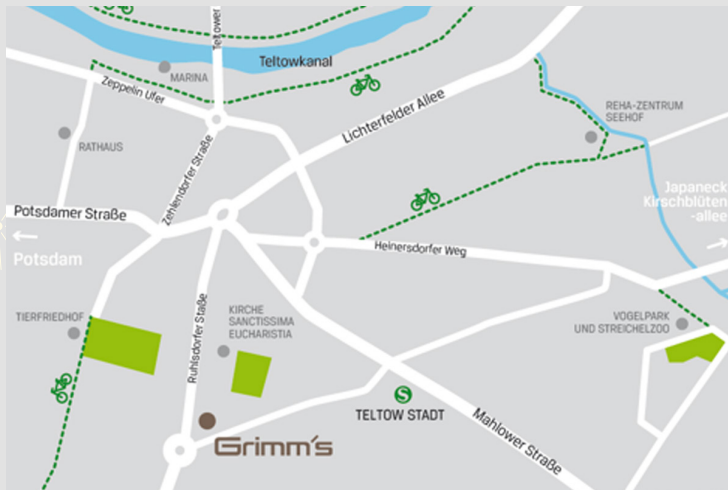 Teltower
Teltowkanal
MARINA
Zeppelin Ufer
Lichterfelder Allee
REHA-ZENTRUM
SEEHOF
RATHAUS
Zehlendorfer Straße
Japaneck
Kirschblüten
-allee
Potsdamer Straße
Potsdam
Heinersdorfer Weg
TIERFRIEDHOF
KIRCHE
SANCTISSIMA
EUCHARISTIA
VOGELPARK
UND STREICHELZOO
Ruhlsdorfer Staße
S
TELTOW STADT
Mahlower Straße
Grimm's